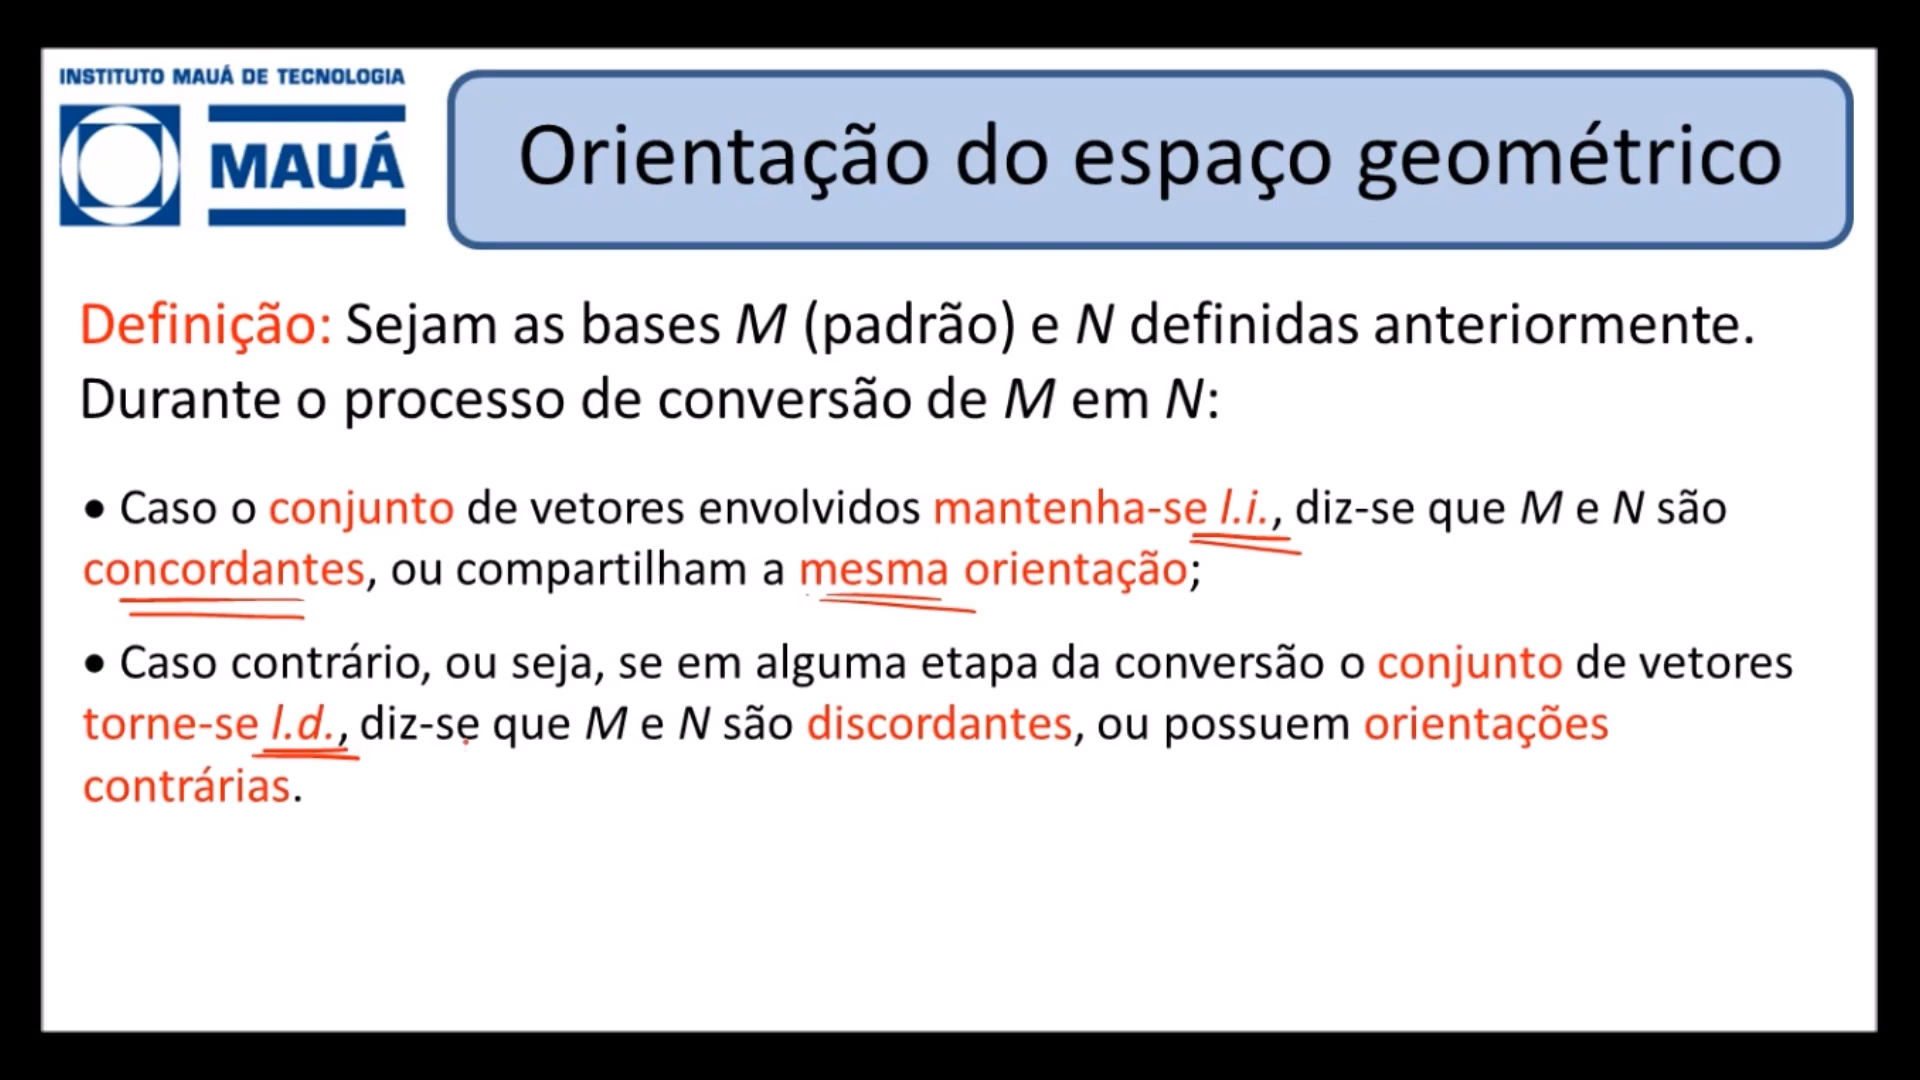 INSTITUTO MAUÁ DE TECNOLOGIA
MAUÁ
Orientação do espaço geométrico
Definição: Sejam as bases M (padrão) e N definidas anteriormente.
Durante o processo de conversão de M em N:
• Caso o conjunto de vetores envolvidos mantenha-se l.i., diz-se que M e N são
concordantes, ou compartilham a mesma orientação;
• Caso contrário, ou seja, se em alguma etapa da conversão o conjunto de vetores
torne-se l.d., diz-se que M e N são discordantes, ou possuem orientações
contrárias.